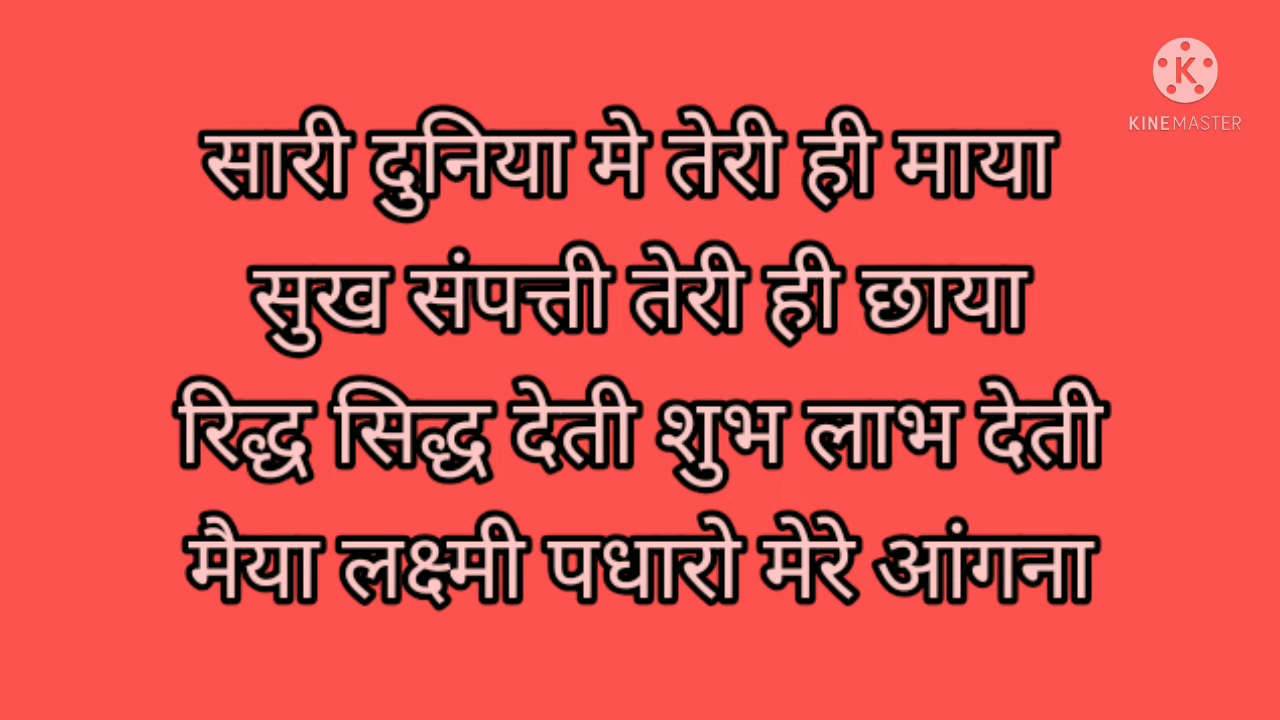 K
KINEMASTER
सारी दुनिया मे तेरी ही माया
सुख संपत्ती तेरी ही छाया
रिद्ध सिद्ध देती शुभ लाभ देती
मैया लक्ष्मी पधारो मेरे आंगना